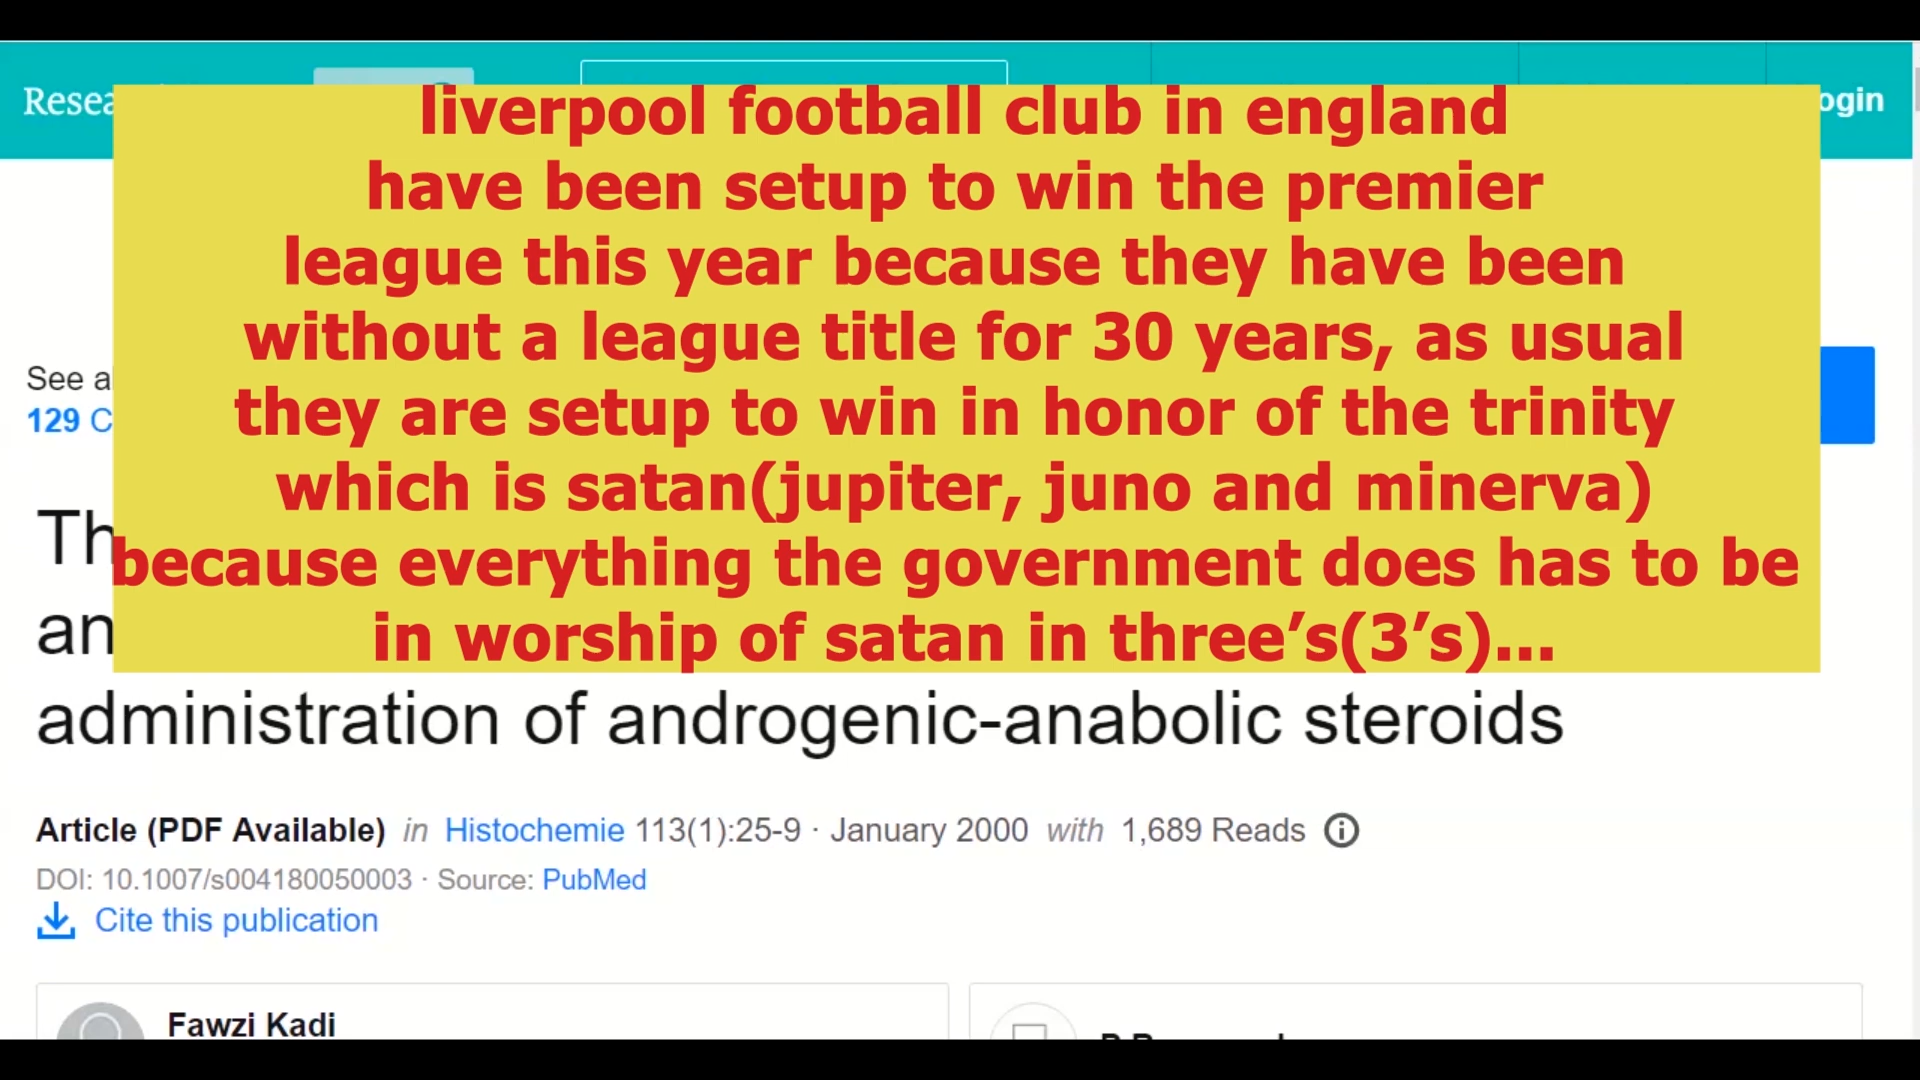 liverpool football club in england
have been setup to win the premier
league this year because they have been
without a league title for 30 years, as usual
they are setup to win in honor of the trinity
which is satan(jupiter, juno and minerva)
because everything the government does has to be
in worship of satan in three’s(3’s)...
See a
129 C
Th
an
administration of androgenic-anabolic steroids
Article (PDF Available) in Histochemie 113(1):25-9 · January 2000 with 1,689 Reads
DOI: 10.1007/s004180050003 · Source: PubMed
Cite this publication
Fawzi Kadi